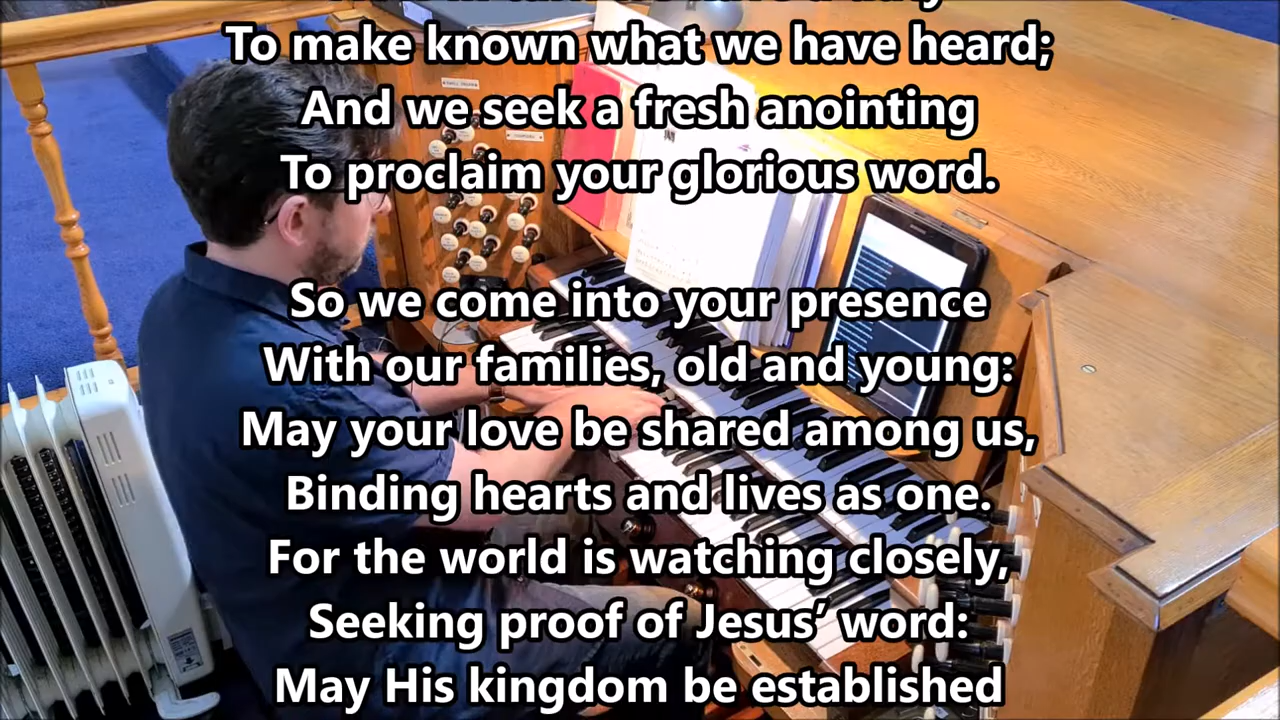 To make known what we have heard;
And we seek a fresh anointing
To proclaim your glorious word.
So we come into your presence
With our families, old and young:
May your love be shared among us,
Binding hearts and lives as one.
For the world is watching closely,
Seeking proof of Jesus’ word:
May His kingdom be established